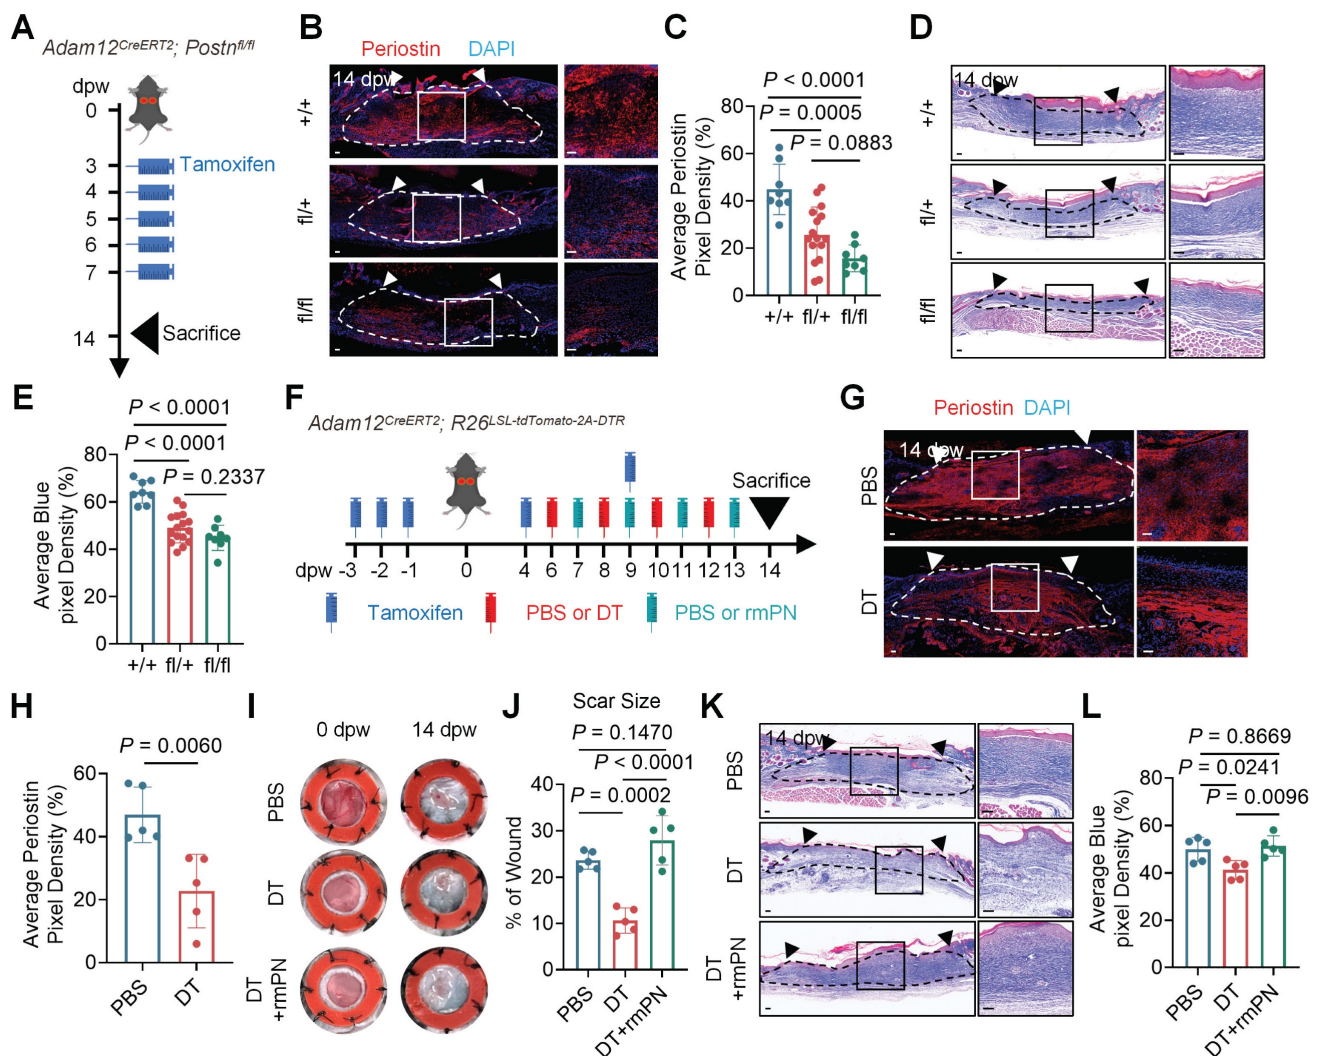 A
Adam12CreERT2; Postnfl/fl
dpw
0
3
Tamoxifen
4
5
6
7
14
Sacrifice
B
Periostin DAPI
14 dpw
+/+
fl/+
fl/fl
C
P < 0.0001
P = 0.0005
P = 0.0883
Average Periostin
Pixel Density (%)
80
60
40
20
0
+/+ fl/+ fl/fl
D
14 dpw
+/+
fl/+
fl/fl
E
P < 0.0001
P < 0.0001
P = 0.2337
Average Blue
pixel Density (%)
80
60
40
20
0
+/+ fl/+ fl/fl
F
Adam12CreERT2; R26LSL-tdTomato-2A-DTR
Sacrifice
dpw -3 -2 -1 0 4 6 7 8 9 10 11 12 13 14
Tamoxifen PBS or DT PBS or rmPN
G
Periostin DAPI
14 dpw
PBS
DT
H
P = 0.0060
Average Periostin
Pixel Density (%)
60
40
20
0
PBS DT
I
0 dpw 14 dpw
PBS
DT
DT
+rmPN
J
Scar Size
P = 0.1470
P < 0.0001
P = 0.0002
% of Wound
40
30
20
10
0
PBS DT DT+rmPN
K
14 dpw
PBS
DT
DT
+rmPN
L
P = 0.8669
P = 0.0241
P = 0.0096
Average Blue
pixel Density (%)
80
60
40
20
0
PBS DT DT+rmPN